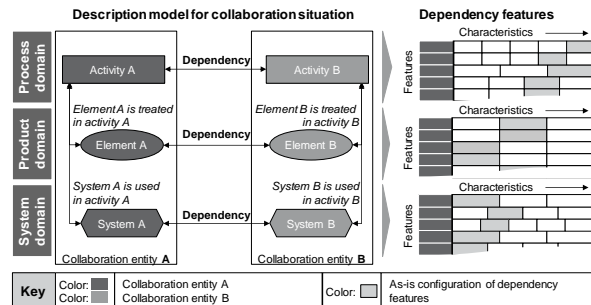 Description model for collaboration situation
Dependency features
Process domain
Activity A
Dependency
Activity B
Characteristics
Features
Element A is treated in activity A
Element B is treated in activity B
Product domain
Element A
Dependency
Element B
Characteristics
Features
System A is used in activity A
System B is used in activity B
System domain
System A
Dependency
System B
Characteristics
Features
Collaboration entity A
Collaboration entity B
Key
Color:
Collaboration entity A
Color:
Collaboration entity B
Color:
As-is configuration of dependency
features